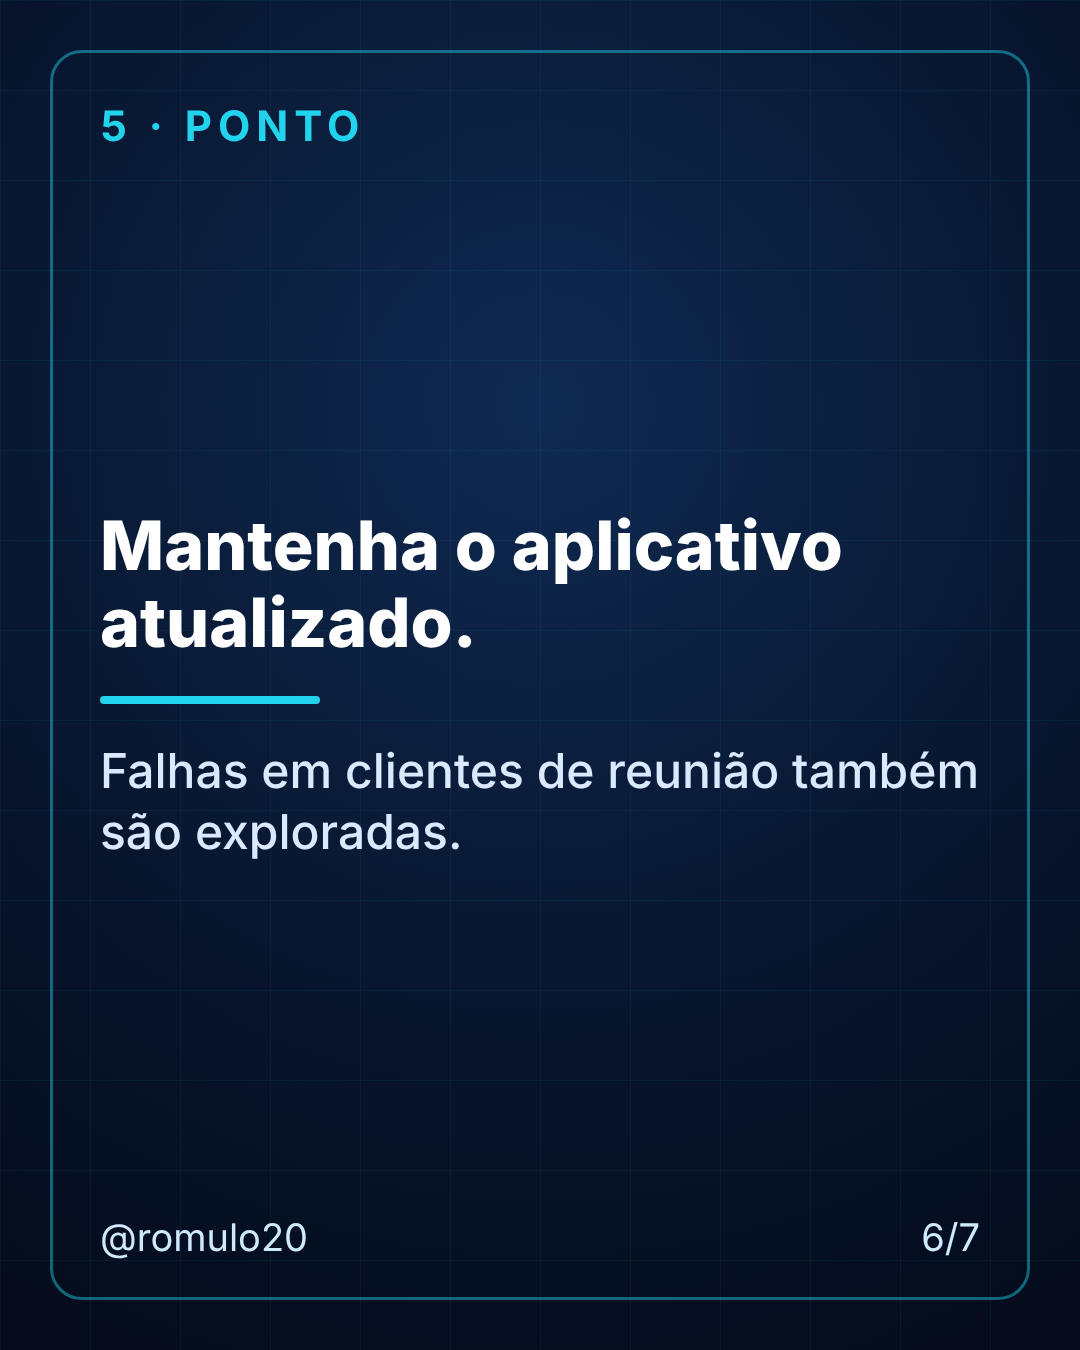 5 · PONTO
Mantenha o aplicativo
atualizado.
Falhas em clientes de reunião também
são exploradas.
@romulo20
6/7